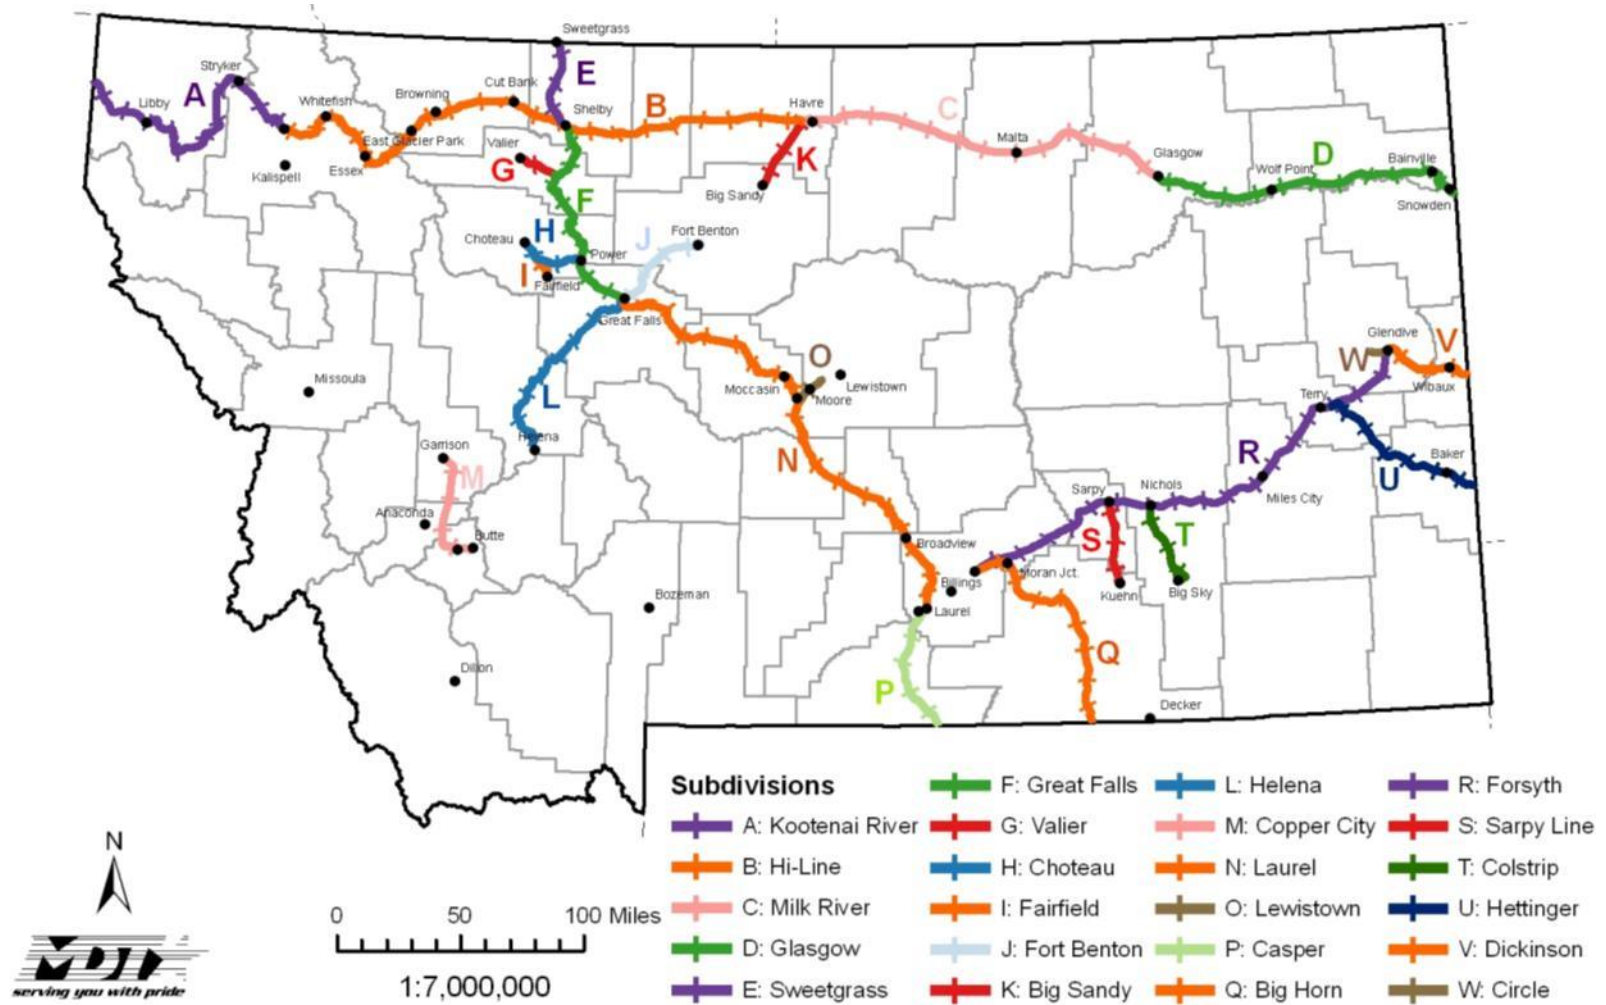 Sweetgrass
Stryker
A
E
Cut Bank
Browning
B
Havre
C
Libby
Whitefish
Shelby
East Glacier Park
Valier
Malta
K
Glasgow
D
Bainville
Wolf Point
Kalispell
Essex
G
Big Sandy
Snowden
F
Choteau
H
J
Fort Benton
Power
I
Fairfield
Great Falls
Glendive
V
W
Wibaux
O
Missoula
Moccasin
Lewistown
Moore
Terry
L
Helena
Garrison
M
N
R
Baker
U
Sarpy
Nichols
Miles City
Anaconda
Butte
Broadview
S
T
Billings
Moran Jct.
Kuehn
Big Sky
Bozeman
Laurel
Q
Dillon
P
Decker
Subdivisions
A: Kootenai River
B: Hi-Line
C: Milk River
D: Glasgow
E: Sweetgrass
F: Great Falls
G: Valier
H: Choteau
I: Fairfield
J: Fort Benton
K: Big Sandy
L: Helena
M: Copper City
N: Laurel
O: Lewistown
P: Casper
Q: Big Horn
R: Forsyth
S: Sarpy Line
T: Colstrip
U: Hettinger
V: Dickinson
W: Circle
N
0 50 100 Miles
1:7,000,000
MDT
serving you with pride